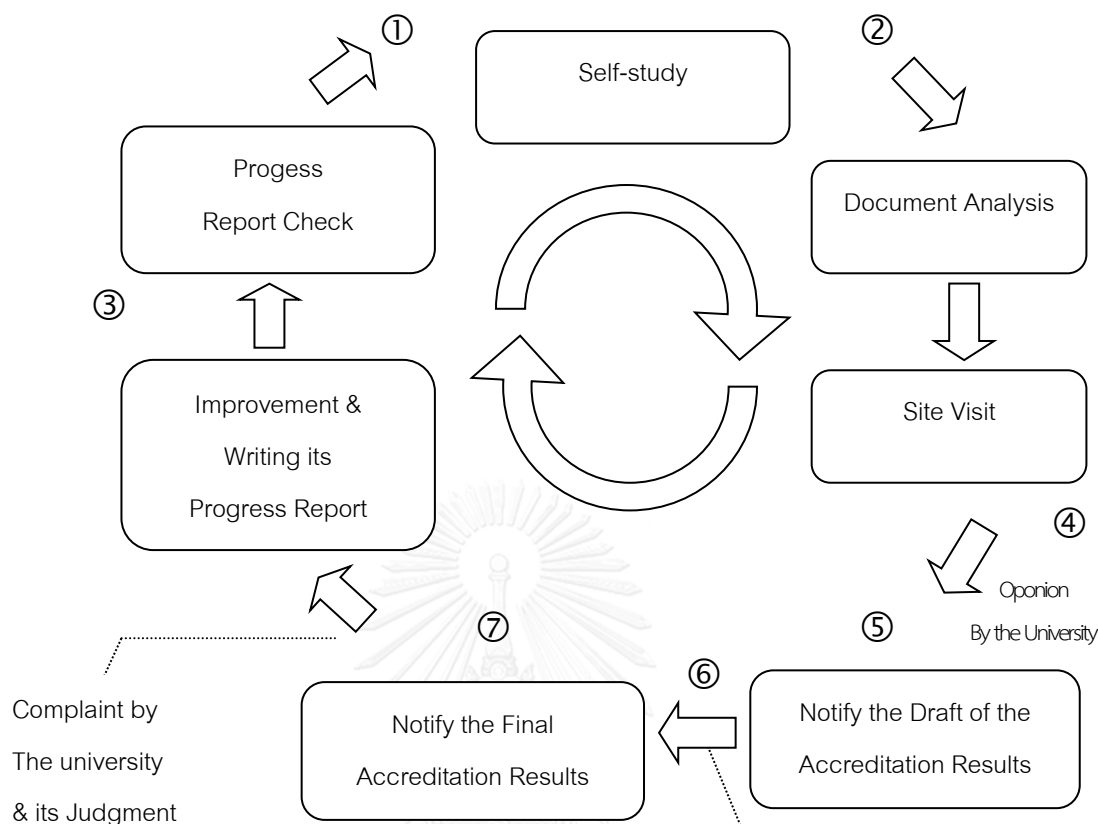 ①
Self-study
②
Progess
Report Check
Document Analysis
③
Improvement &
Writing its
Progress Report
Site Visit
④
Oponion
By the University
⑤
⑦
⑥
Complaint by
The university
& its Judgment
Notify the Final
Accreditation Results
Notify the Draft of the
Accreditation Results